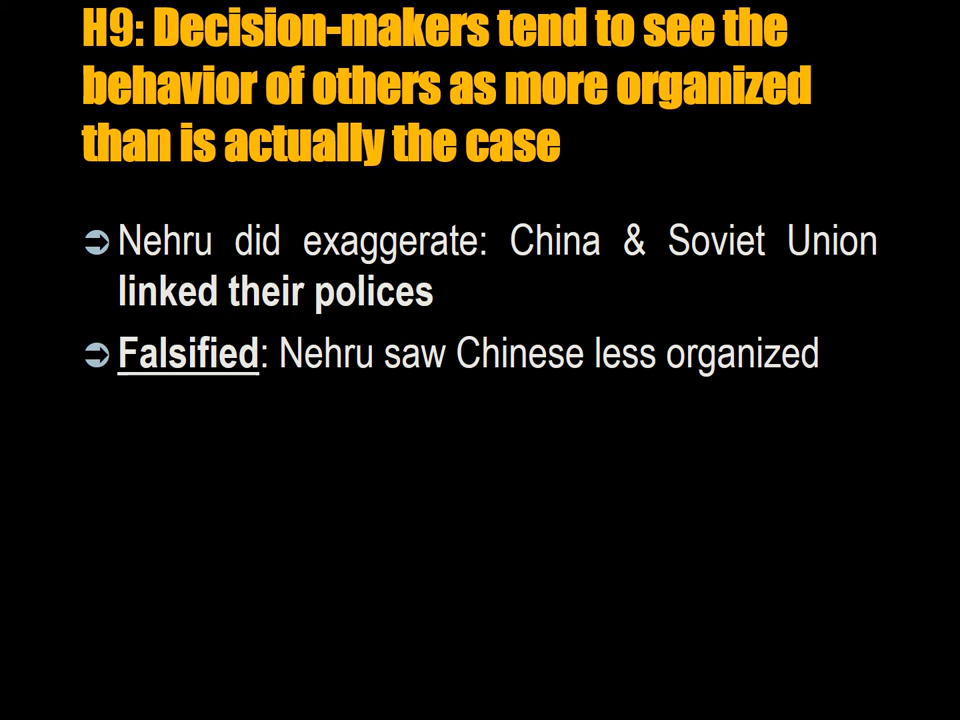 H9: Decision-makers tend to see the
behavior of others as more organized
than is actually the case
Nehru did exaggerate: China & Soviet Union
linked their polices
Falsified: Nehru saw Chinese less organized